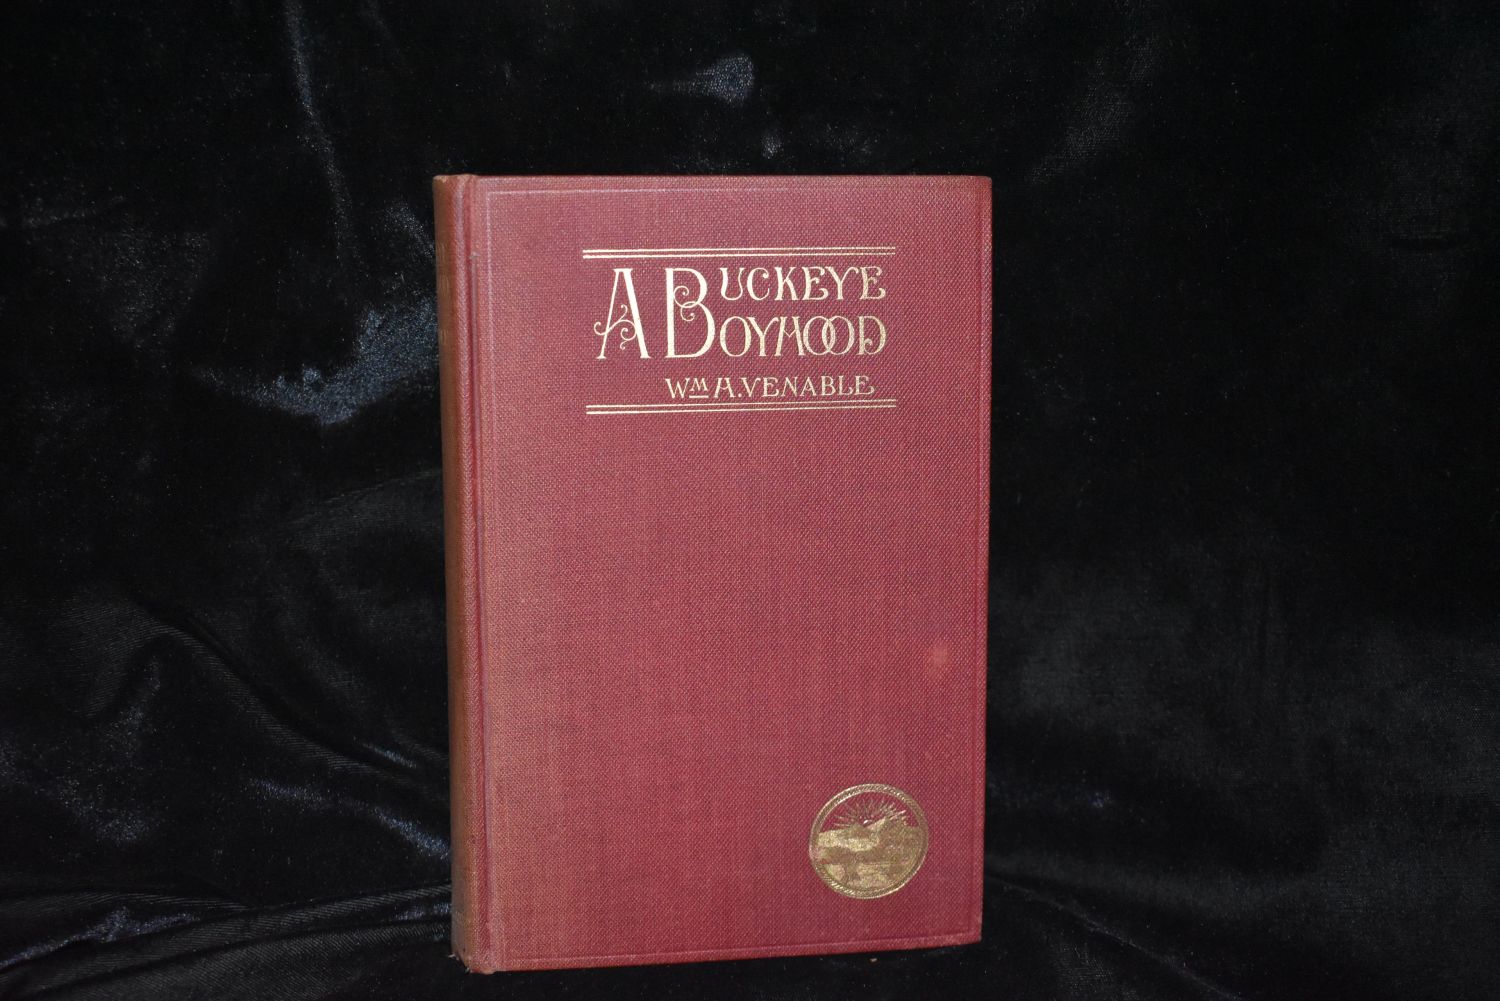 A BUCKEYE
BOYHOOD
WM A. VENABLE